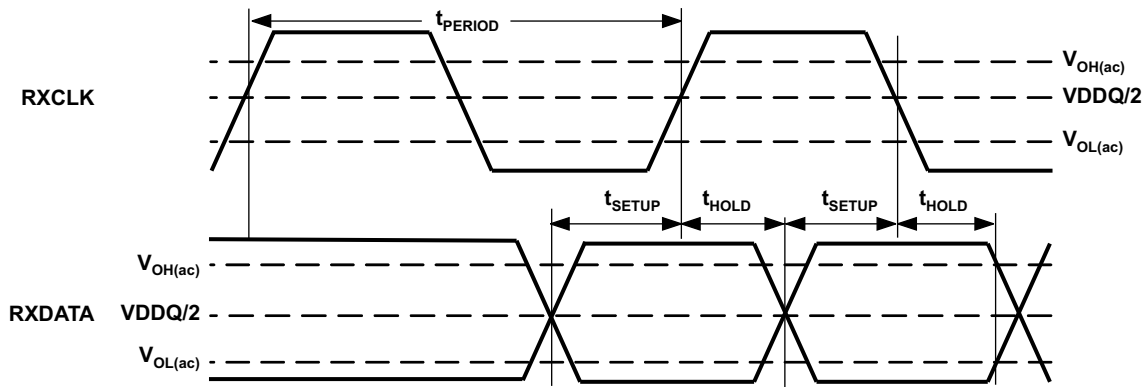 tPERIOD
VOH(ac)
RXCLK VDDQ/2
VOL(ac)
tSETUP tHOLD tSETUP tHOLD
VOH(ac)
RXDATA VDDQ/2
VOL(ac)